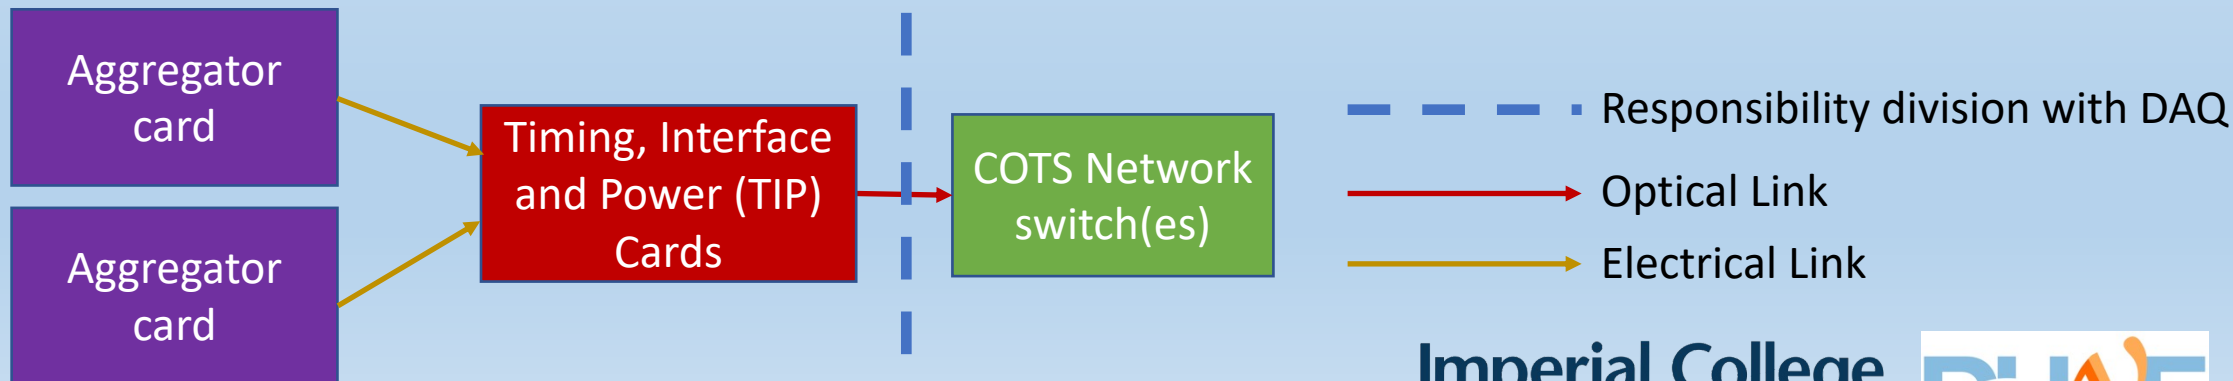 Aggregator
card
Aggregator
card
Timing, Interface
and Power (TIP)
Cards
COTS Network
switch(es)
Responsibility division with DAQ
Optical Link
Electrical Link
Imperial College